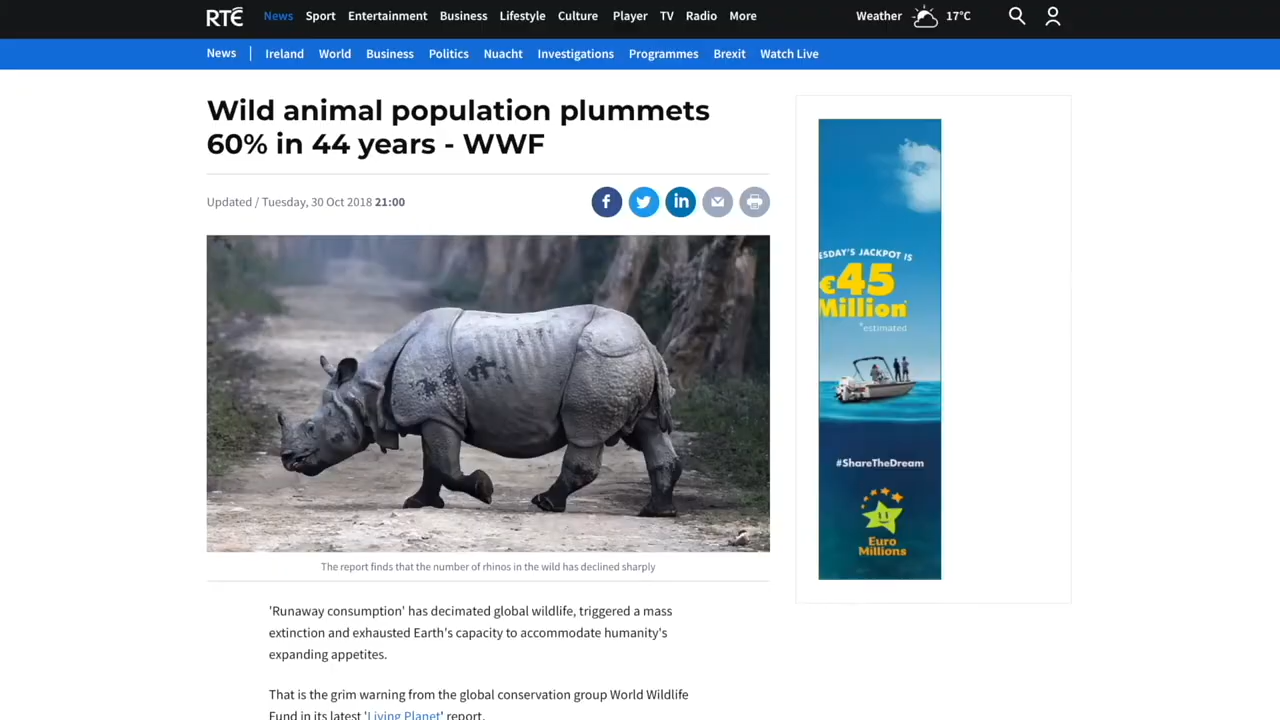 RTÉ News Sport Entertainment Business Lifestyle Culture Player TV Radio More Weather 17°C
News Ireland World Business Politics Nuacht Investigations Programmes Brexit Watch Live
Wild animal population plummets
60% in 44 years - WWF
Updated / Tuesday, 30 Oct 2018 21:00
The report finds that the number of rhinos in the wild has declined sharply
'Runaway consumption' has decimated global wildlife, triggered a mass
extinction and exhausted Earth's capacity to accommodate humanity's
expanding appetites.
That is the grim warning from the global conservation group World Wildlife
Fund in its latest 'Living Planet' report.
ESDAY'S JACKPOT IS
€45
Million*
*estimated
#ShareTheDream
Euro
Millions